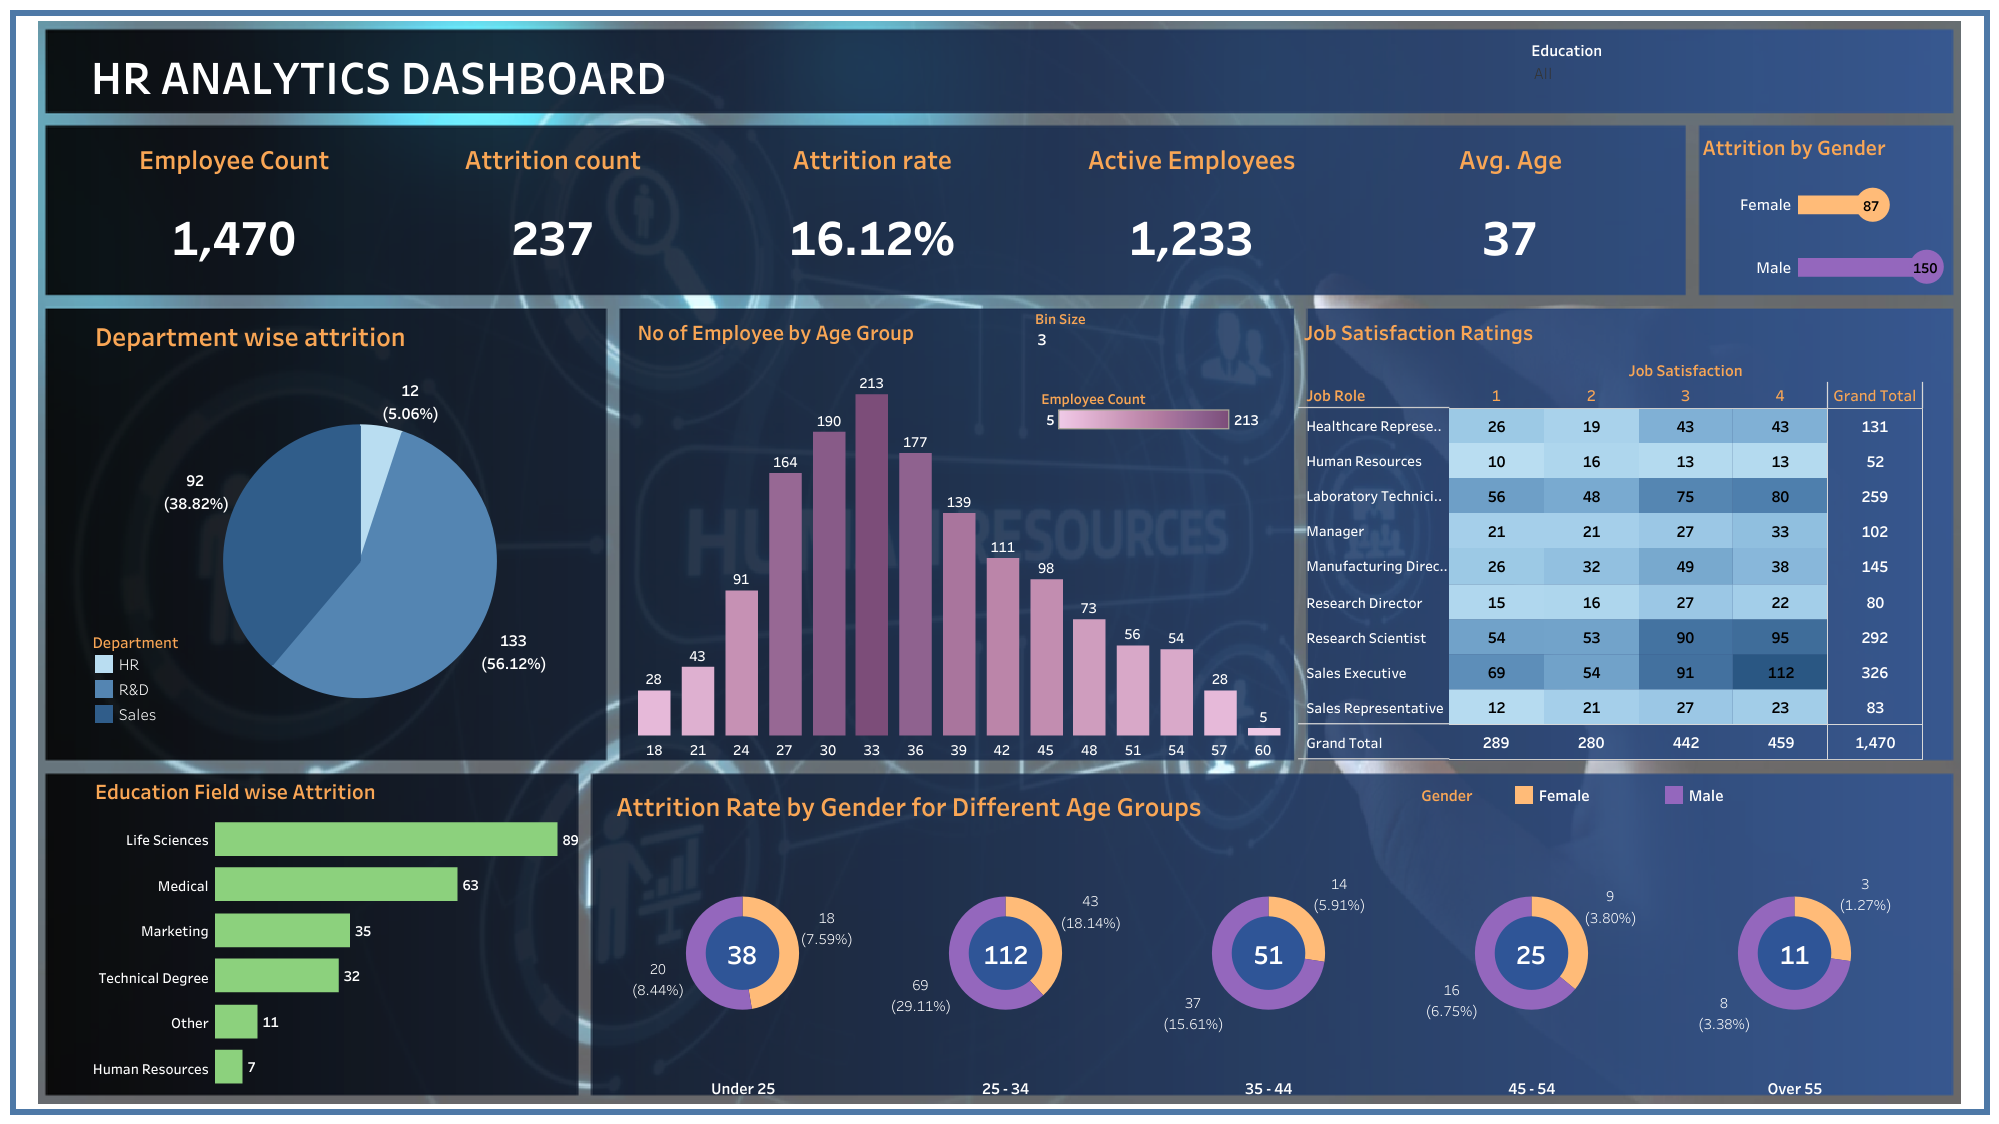 HR ANALYTICS DASHBOARD
Education
All
Employee Count
Attrition count
Attrition rate
Active Employees
Avg. Age
1,470
237
16.12%
1,233
37
Attrition by Gender
Female 87
Male 150
Department wise attrition
12
(5.06%)
92
(38.82%)
133
(56.12%)
Department
HR
R&D
Sales
No of Employee by Age Group
Bin Size
3
Employee Count
5 213
28 43 91 164 190 213 177 139 111 98 73 56 54 28 5
18 21 24 27 30 33 36 39 42 45 48 51 54 57 60
HUMAN RESOURCES
Job Satisfaction Ratings
Job Satisfaction
Job Role 1 2 3 4 Grand Total
Healthcare Represe.. 26 19 43 43 131
Human Resources 10 16 13 13 52
Laboratory Technici.. 56 48 75 80 259
Manager 21 21 27 33 102
Manufacturing Direc.. 26 32 49 38 145
Research Director 15 16 27 22 80
Research Scientist 54 53 90 95 292
Sales Executive 69 54 91 112 326
Sales Representative 12 21 27 23 83
Grand Total 289 280 442 459 1,470
Education Field wise Attrition
Life Sciences 89
Medical 63
Marketing 35
Technical Degree 32
Other 11
Human Resources 7
Attrition Rate by Gender for Different Age Groups
Gender Female Male
18
(7.59%)
38
20
(8.44%)
Under 25
43
(18.14%)
112
69
(29.11%)
25 - 34
14
(5.91%)
51
37
(15.61%)
35 - 44
9
(3.80%)
25
16
(6.75%)
45 - 54
3
(1.27%)
11
8
(3.38%)
Over 55